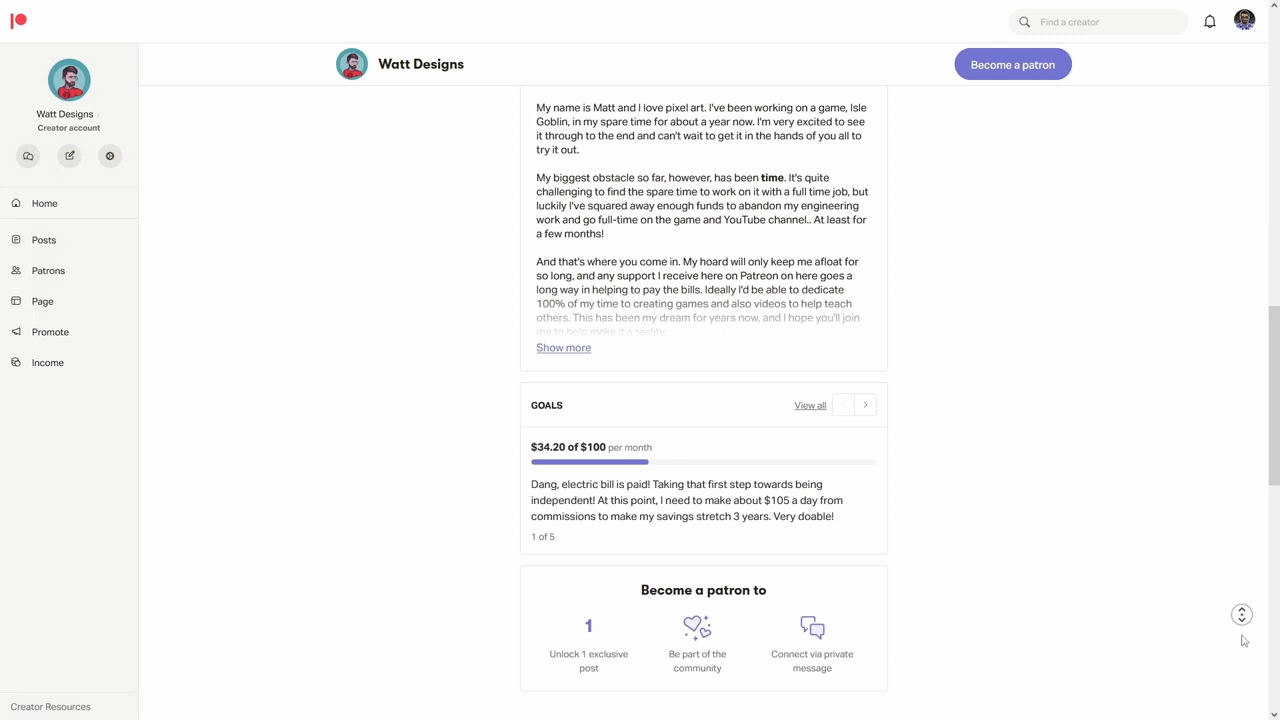 Find a creator
Watt Designs
Become a patron
Watt Designs
Creator account
Home
Posts
Patrons
Page
Promote
Income
Creator Resources
My name is Matt and I love pixel art. I've been working on a game, Isle
Goblin, in my spare time for about a year now. I'm very excited to see
it through to the end and can't wait to get it in the hands of you all to
try it out.
My biggest obstacle so far, however, has been time. It's quite
challenging to find the spare time to work on it with a full time job, but
luckily I've squared away enough funds to abandon my engineering
work and go full-time on the game and YouTube channel.. At least for
a few months!
And that's where you come in. My hoard will only keep me afloat for
so long, and any support I receive here on Patreon on here goes a
long way in helping to pay the bills. Ideally I'd be able to dedicate
100% of my time to creating games and also videos to help teach
others. This has been my dream for years now, and I hope you'll join
me to help make it a reality.
Show more
GOALS
View all
$34.20 of $100 per month
Dang, electric bill is paid! Taking that first step towards being
independent! At this point, I need to make about $105 a day from
commissions to make my savings stretch 3 years. Very doable!
1 of 5
Become a patron to
1
Unlock 1 exclusive
post
Be part of the
community
Connect via private
message